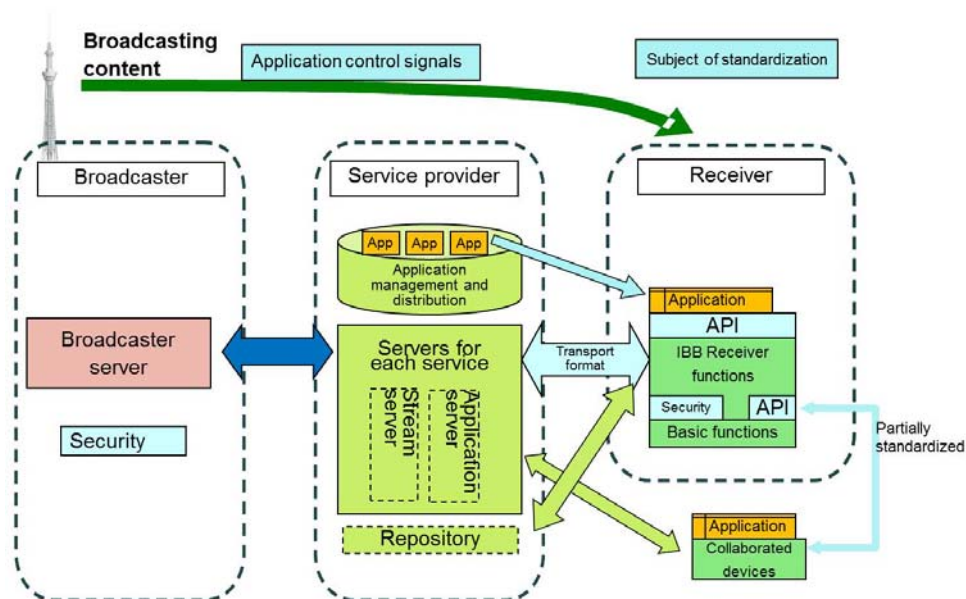 Broadcasting
content
Application control signals
Subject of standardization
Broadcaster
Service provider
Receiver
App
App
App
Application
management and
distribution
Application
API
Broadcaster
server
Servers for
each service
Transport
format
IBB Receiver
functions
Stream
server
Application
server
Security
API
Basic functions
Partially
standardized
Security
Repository
Application
Collaborated
devices